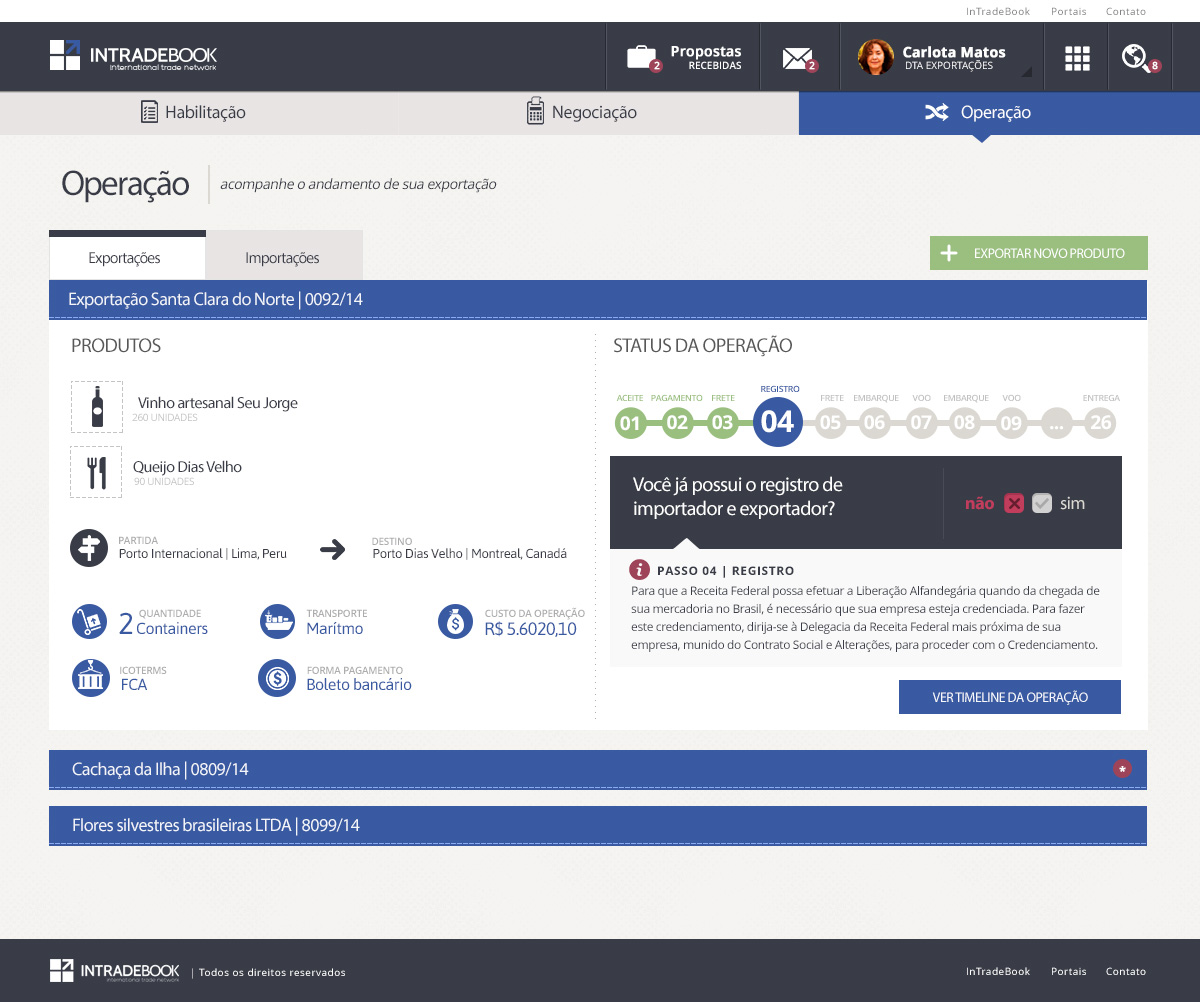 InTradeBook Portais Contato
INTRADEBOOK
international trade network
Propostas
RECEBIDAS
2
2
Carlota Matos
DTA EXPORTAÇÕES
8
Habilitação
Negociação
Operação
Operação
acompanhe o andamento de sua exportação
Exportações
Importações
EXPORTAR NOVO PRODUTO
Exportação Santa Clara do Norte | 0092/14
PRODUTOS
Vinho artesanal Seu Jorge
260 UNIDADES
Queijo Dias Velho
90 UNIDADES
PARTIDA
Porto Internacional | Lima, Peru
DESTINO
Porto Dias Velho | Montreal, Canadá
QUANTIDADE
2 Containers
TRANSPORTE
Marítmo
CUSTO DA OPERAÇÃO
R$ 5.6020,10
ICOTERMS
FCA
FORMA PAGAMENTO
Boleto bancário
STATUS DA OPERAÇÃO
ACEITE PAGAMENTO FRETE REGISTRO FRETE EMBARQUE VOO EMBARQUE VOO ENTREGA
01 02 03 04 05 06 07 08 09 ... 26
Você já possui o registro de
importador e exportador?
não sim
PASSO 04 | REGISTRO
Para que a Receita Federal possa efetuar a Liberação Alfandegária quando da chegada de
sua mercadoria no Brasil, é necessário que sua empresa esteja credenciada. Para fazer
este credenciamento, dirija-se à Delegacia da Receita Federal mais próxima de sua
empresa, munido do Contrato Social e Alterações, para proceder com o Credenciamento.
VER TIMELINE DA OPERAÇÃO
Cachaça da Ilha | 0809/14
*
Flores silvestres brasileiras LTDA | 8099/14
INTRADEBOOK
international trade network
| Todos os direitos reservados
InTradeBook Portais Contato